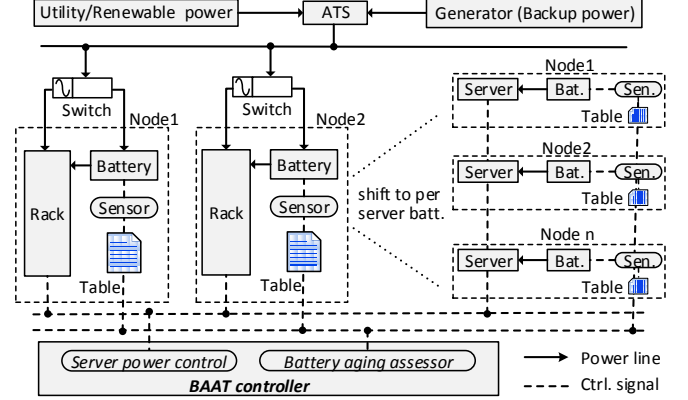 Utility/Renewable power
ATS
Generator (Backup power)
Switch
Node1
Switch
Node2
Rack
Battery
Sensor
Table
Rack
Battery
Sensor
Table
shift to per
server batt.
Node1
Server
Bat.
Sen.
Table
Node2
Server
Bat.
Sen.
Table
Node n
Server
Bat.
Sen.
Table
Server power control
Battery aging assessor
BAAT controller
Power line
Ctrl. signal